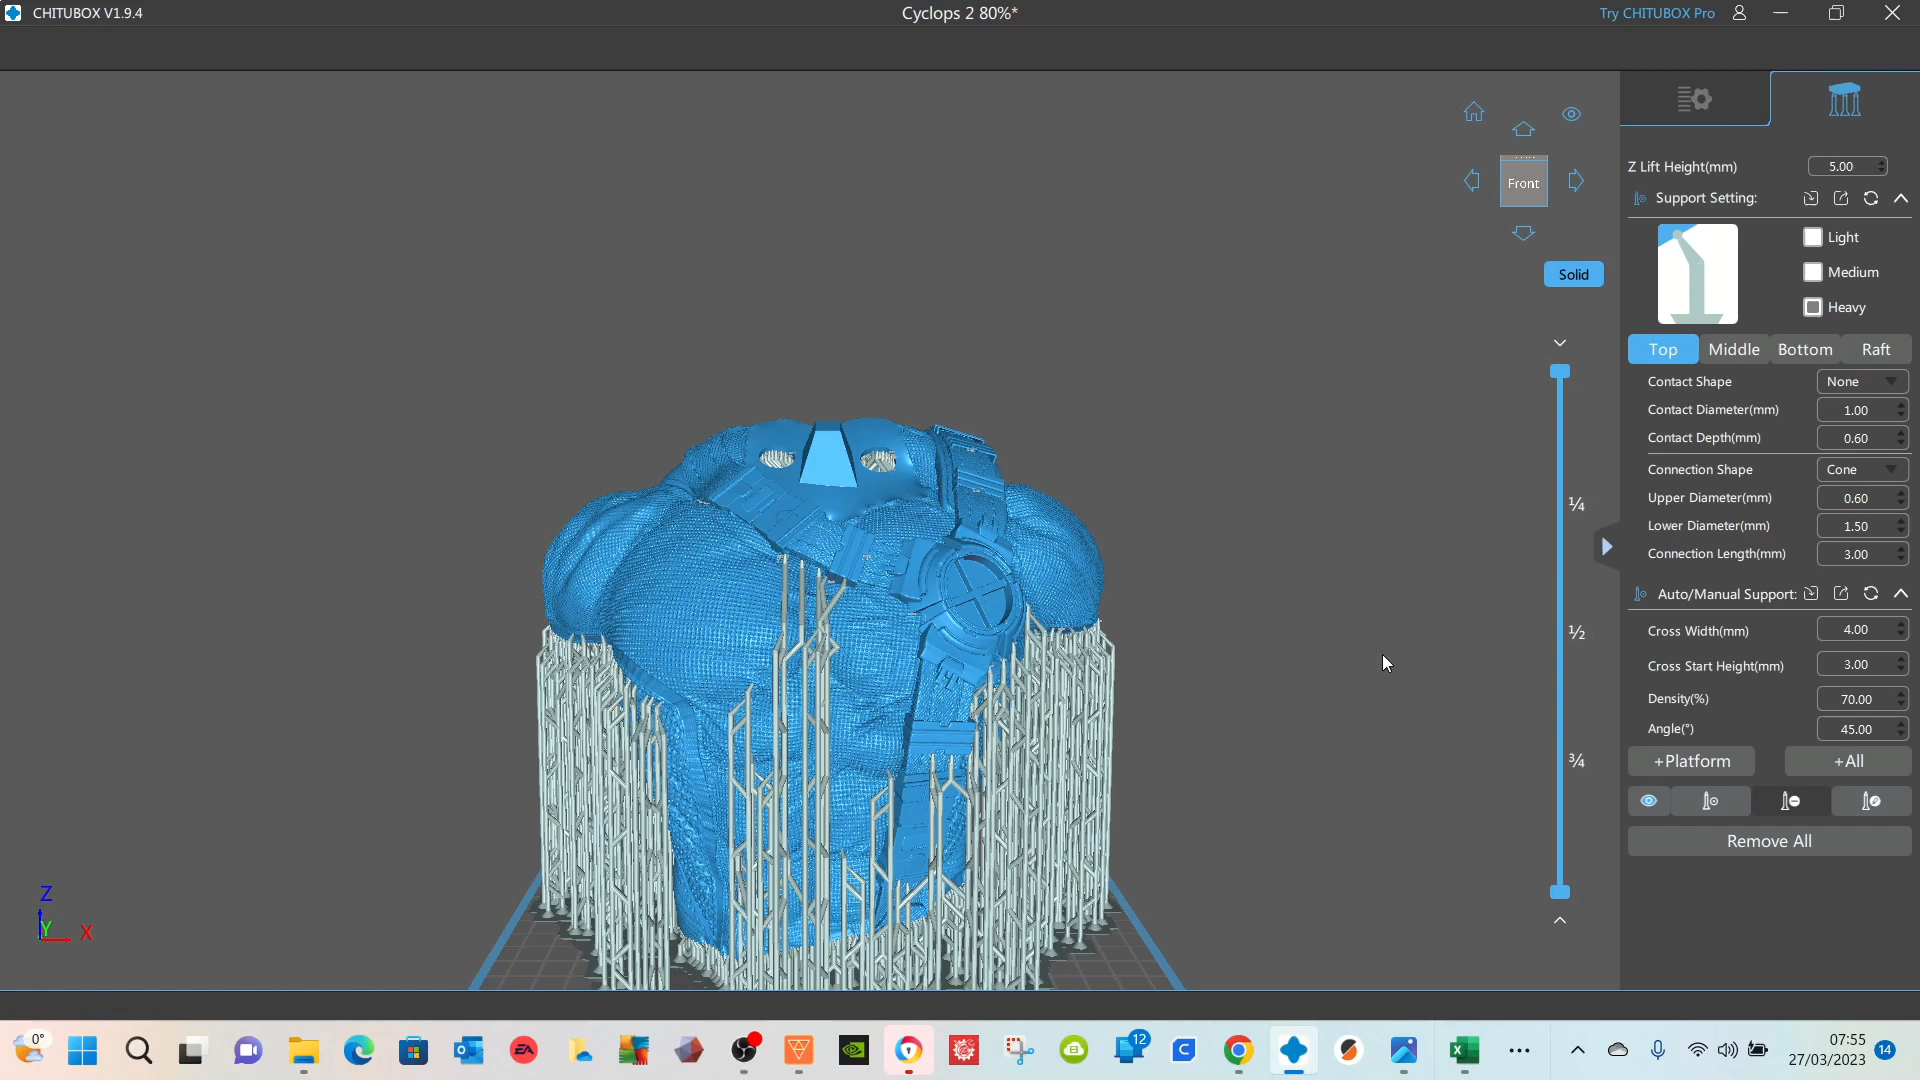 CHITUBOX V1.9.4
Cyclops 2 80%*
Try CHITUBOX Pro
Z Lift Height(mm) 5.00
Front
Support Setting:
Light
Solid
Medium
Heavy
Top Middle Bottom Raft
Contact Shape None
Contact Diameter(mm) 1.00
Contact Depth(mm) 0.60
Connection Shape Cone
Upper Diameter(mm) 0.60
¼
Lower Diameter(mm) 1.50
Connection Length(mm) 3.00
Auto/Manual Support:
½
Cross Width(mm) 4.00
Cross Start Height(mm) 3.00
Density(%) 70.00
Angle(°) 45.00
¾
+Platform +All
Remove All
Z
Y X
0°
EA
12
07:55
27/03/2023
14